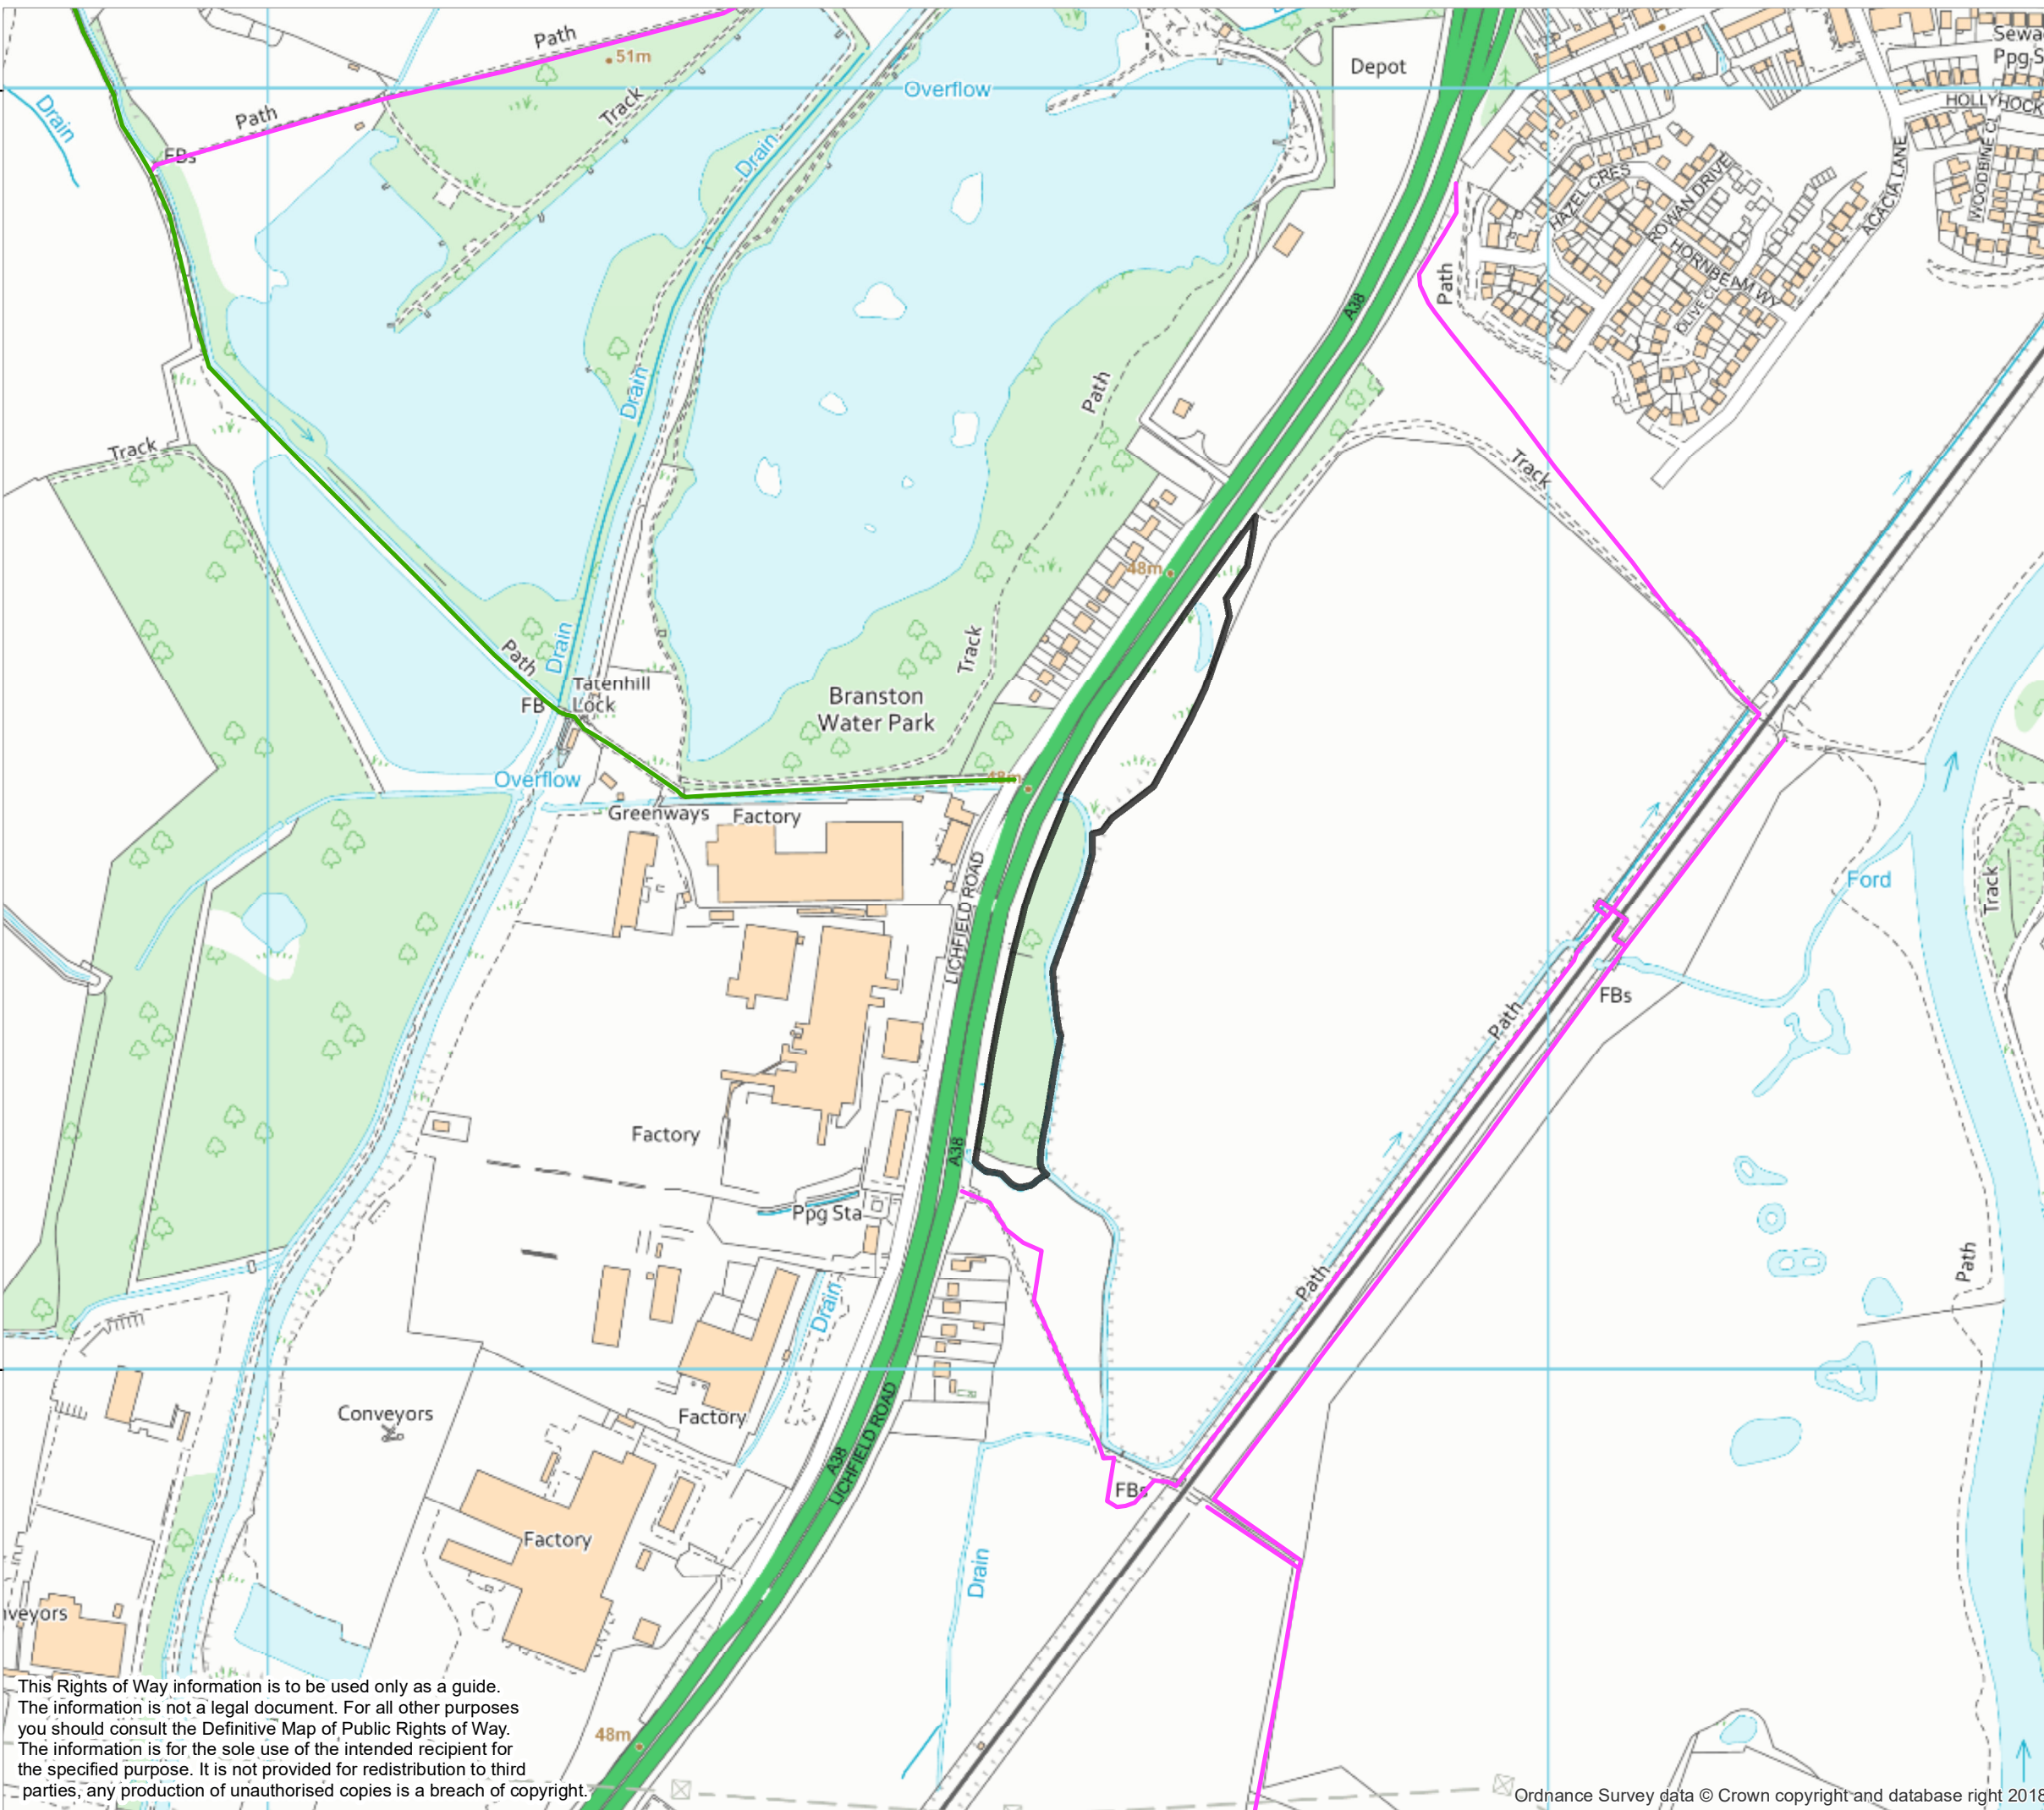 Path
51m
Sewa
Ppg S
Depot
Overflow
Drain
Track
Path
HOLLYHOCK
FBs
Drain
WOODBINE CL
ACACIA LANE
HAZEL CRES
ROWAN DRIVE
HORNBEAM WY
OLIVE CL
Path
A38
Drain
Path
Track
Track
48m
Path
Drain
Track
Tatenhill
Lock
FB
Branston
Water Park
Overflow
48m
Greenways
Factory
LICHFIELD ROAD
Ford
Track
FBs
Path
Factory
A38
Ppg Sta
Path
Path
Drain
Conveyors
Factory
A38
LICHFIELD ROAD
FBs
Factory
Drain
nveyors
This Rights of Way information is to be used only as a guide.
The information is not a legal document. For all other purposes
you should consult the Definitive Map of Public Rights of Way.
The information is for the sole use of the intended recipient for
the specified purpose. It is not provided for redistribution to third
parties, any production of unauthorised copies is a breach of copyright.
48m
Ordnance Survey data © Crown copyright and database right 2018